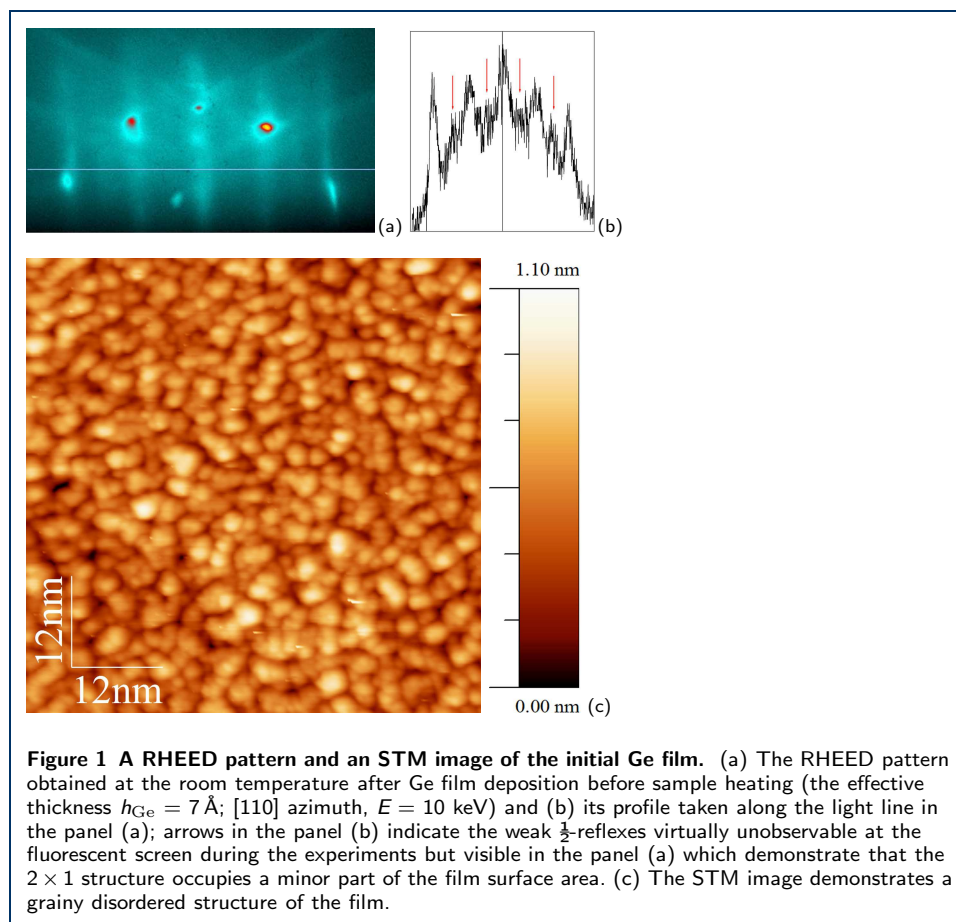 (a)
(b)
1.10 nm
12nm
12nm
0.00 nm
(c)
Figure 1 A RHEED pattern and an STM image of the initial Ge film. (a) The RHEED pattern
obtained at the room temperature after Ge film deposition before sample heating (the effective
thickness h_Ge = 7 Å; [110] azimuth, E = 10 keV) and (b) its profile taken along the light line in
the panel (a); arrows in the panel (b) indicate the weak ½-reflexes virtually unobservable at the
fluorescent screen during the experiments but visible in the panel (a) which demonstrate that the
2 × 1 structure occupies a minor part of the film surface area. (c) The STM image demonstrates a
grainy disordered structure of the film.